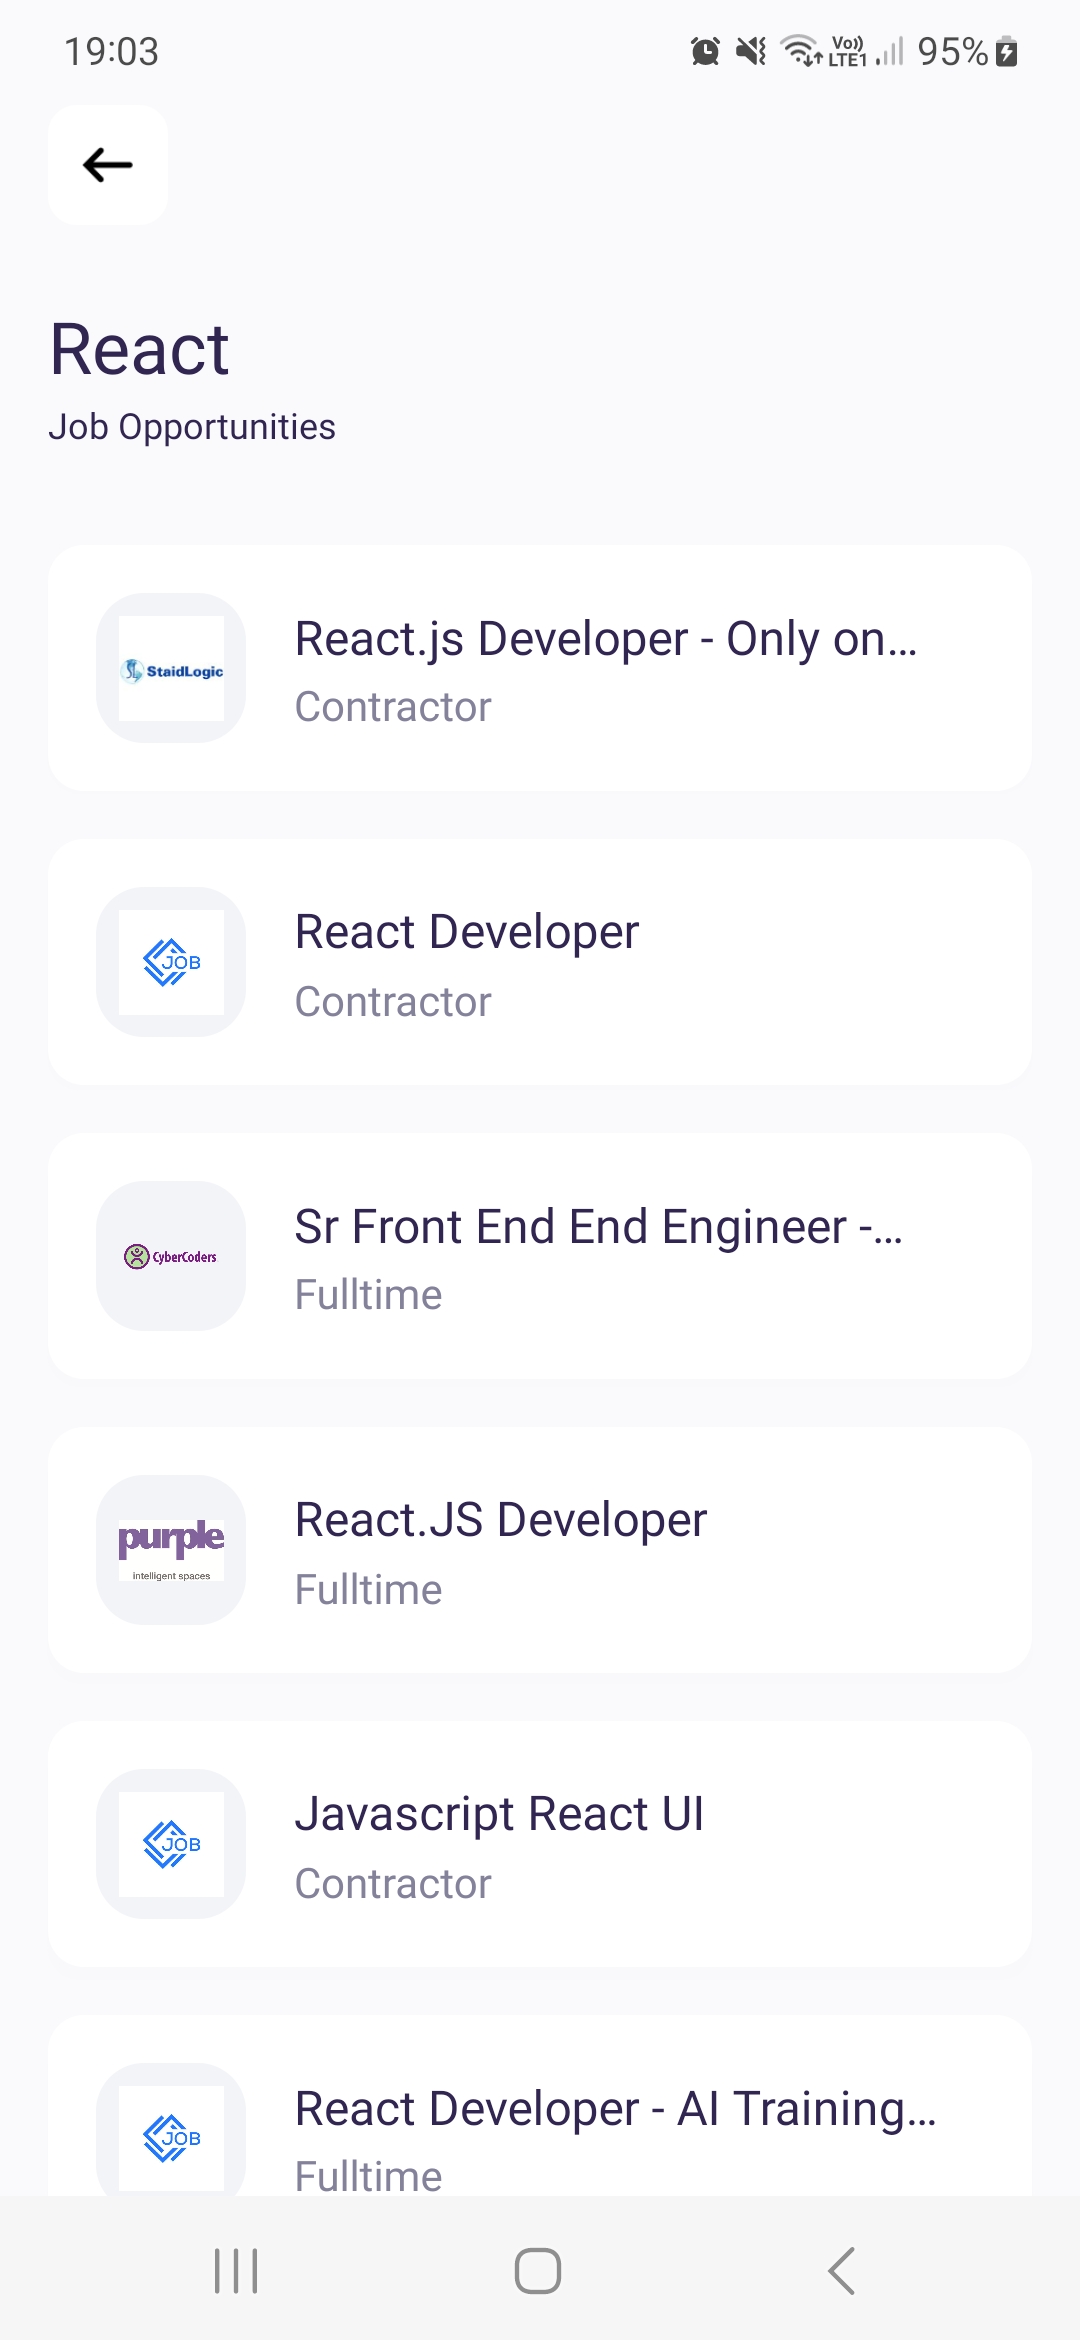 19:03 Vo)) LTE1 95%
React
Job Opportunities
StaidLogic
React.js Developer - Only on...
Contractor
JOB
React Developer
Contractor
CyberCoders
Sr Front End End Engineer -...
Fulltime
purple
intelligent spaces
React.JS Developer
Fulltime
JOB
Javascript React UI
Contractor
JOB
React Developer - AI Training...
Fulltime